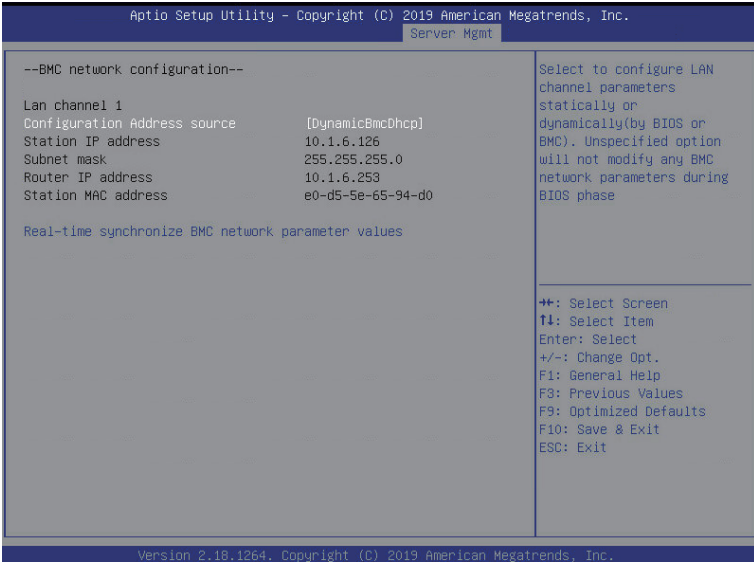 Aptio Setup Utility – Copyright (C) 2019 American Megatrends, Inc.
Server Mgmt
--BMC network configuration--
Lan channel 1
Configuration Address source [DynamicBmcDhcp]
Station IP address 10.1.6.126
Subnet mask 255.255.255.0
Router IP address 10.1.6.253
Station MAC address e0-d5-5e-65-94-d0
Real-time synchronize BMC network parameter values
Select to configure LAN
channel parameters
statically or
dynamically(by BIOS or
BMC). Unspecified option
will not modify any BMC
network parameters during
BIOS phase
→←: Select Screen
↑↓: Select Item
Enter: Select
+/-: Change Opt.
F1: General Help
F3: Previous Values
F9: Optimized Defaults
F10: Save & Exit
ESC: Exit
Version 2.18.1264. Copyright (C) 2019 American Megatrends, Inc.